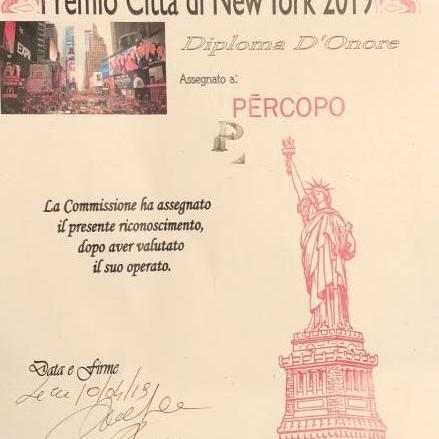 Premio Città di New York 2019
Diploma D'Onore
Assegnato a:
PĒRCOPO
P
La Commissione ha assegnato
il presente riconoscimento,
dopo aver valutato
il suo operato.
Data e Firme